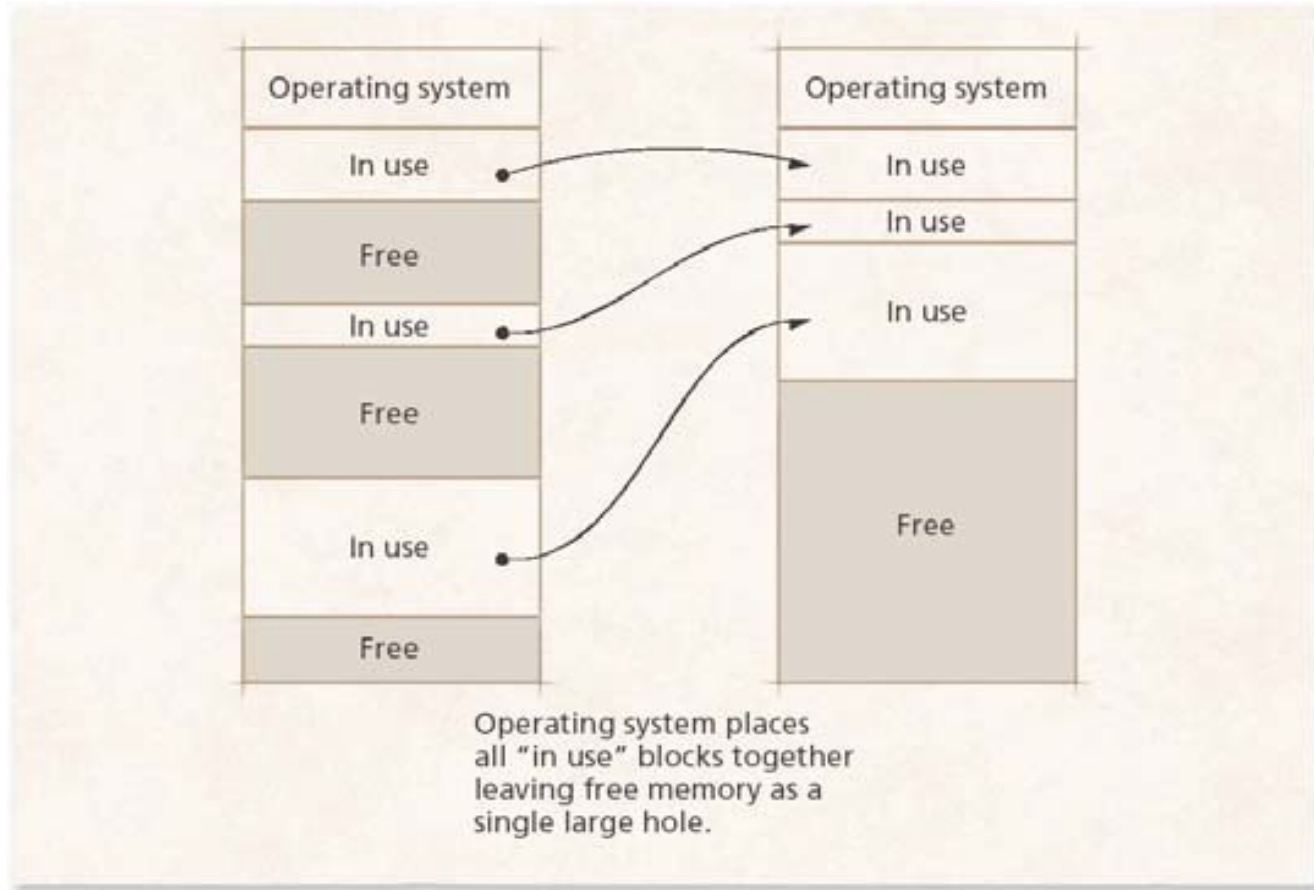 Operating system
In use
Free
In use
Free
In use
Free
Operating system
In use
In use
In use
Free
Operating system places
all “in use” blocks together
leaving free memory as a
single large hole.